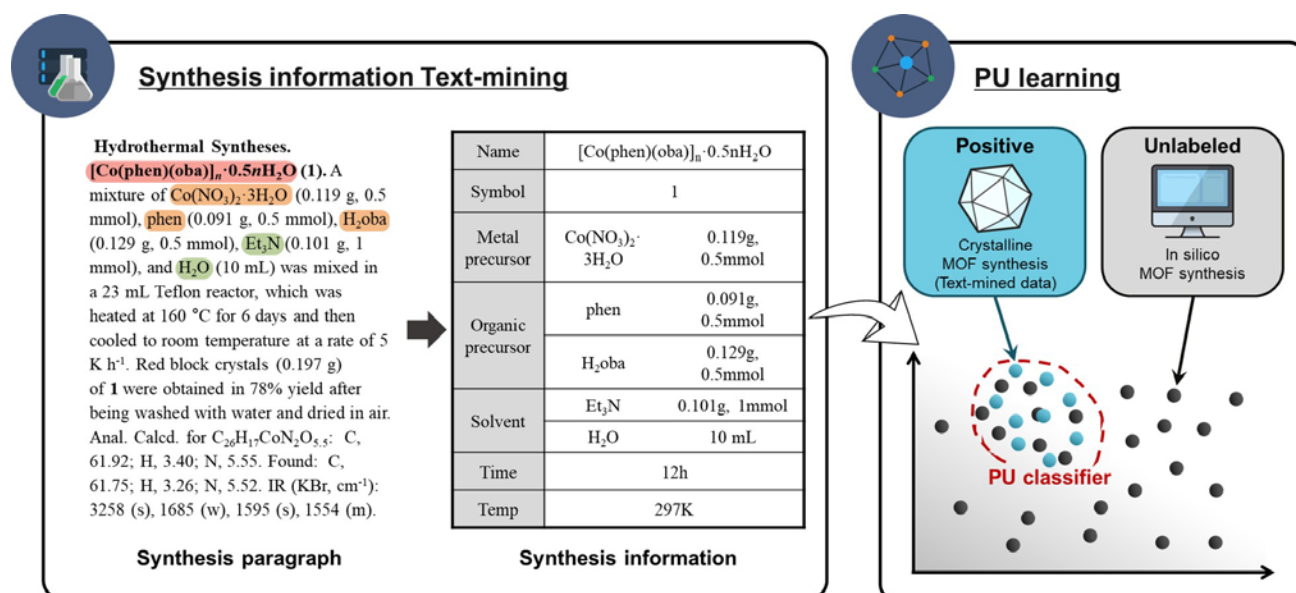 Synthesis information Text-mining
Hydrothermal Syntheses.
[Co(phen)(oba)]ₙ·0.5nH₂O (1). A
mixture of Co(NO₃)₂·3H₂O (0.119 g, 0.5
mmol), phen (0.091 g, 0.5 mmol), H₂oba
(0.129 g, 0.5 mmol), Et₃N (0.101 g, 1
mmol), and H₂O (10 mL) was mixed in
a 23 mL Teflon reactor, which was
heated at 160 °C for 6 days and then
cooled to room temperature at a rate of 5
K h⁻¹. Red block crystals (0.197 g)
of 1 were obtained in 78% yield after
being washed with water and dried in air.
Anal. Calcd. for C₂₆H₁₇CoN₂O₅.₅: C,
61.92; H, 3.40; N, 5.55. Found: C,
61.75; H, 3.26; N, 5.52. IR (KBr, cm⁻¹):
3258 (s), 1685 (w), 1595 (s), 1554 (m).
Synthesis paragraph
Name [Co(phen)(oba)]ₙ·0.5nH₂O
Symbol 1
Metal precursor Co(NO₃)₂· 3H₂O 0.119g, 0.5mmol
Organic precursor phen 0.091g, 0.5mmol
H₂oba 0.129g, 0.5mmol
Solvent Et₃N 0.101g, 1mmol
H₂O 10 mL
Time 12h
Temp 297K
Synthesis information
PU learning
Positive
Crystalline
MOF synthesis
(Text-mined data)
Unlabeled
In silico
MOF synthesis
PU classifier